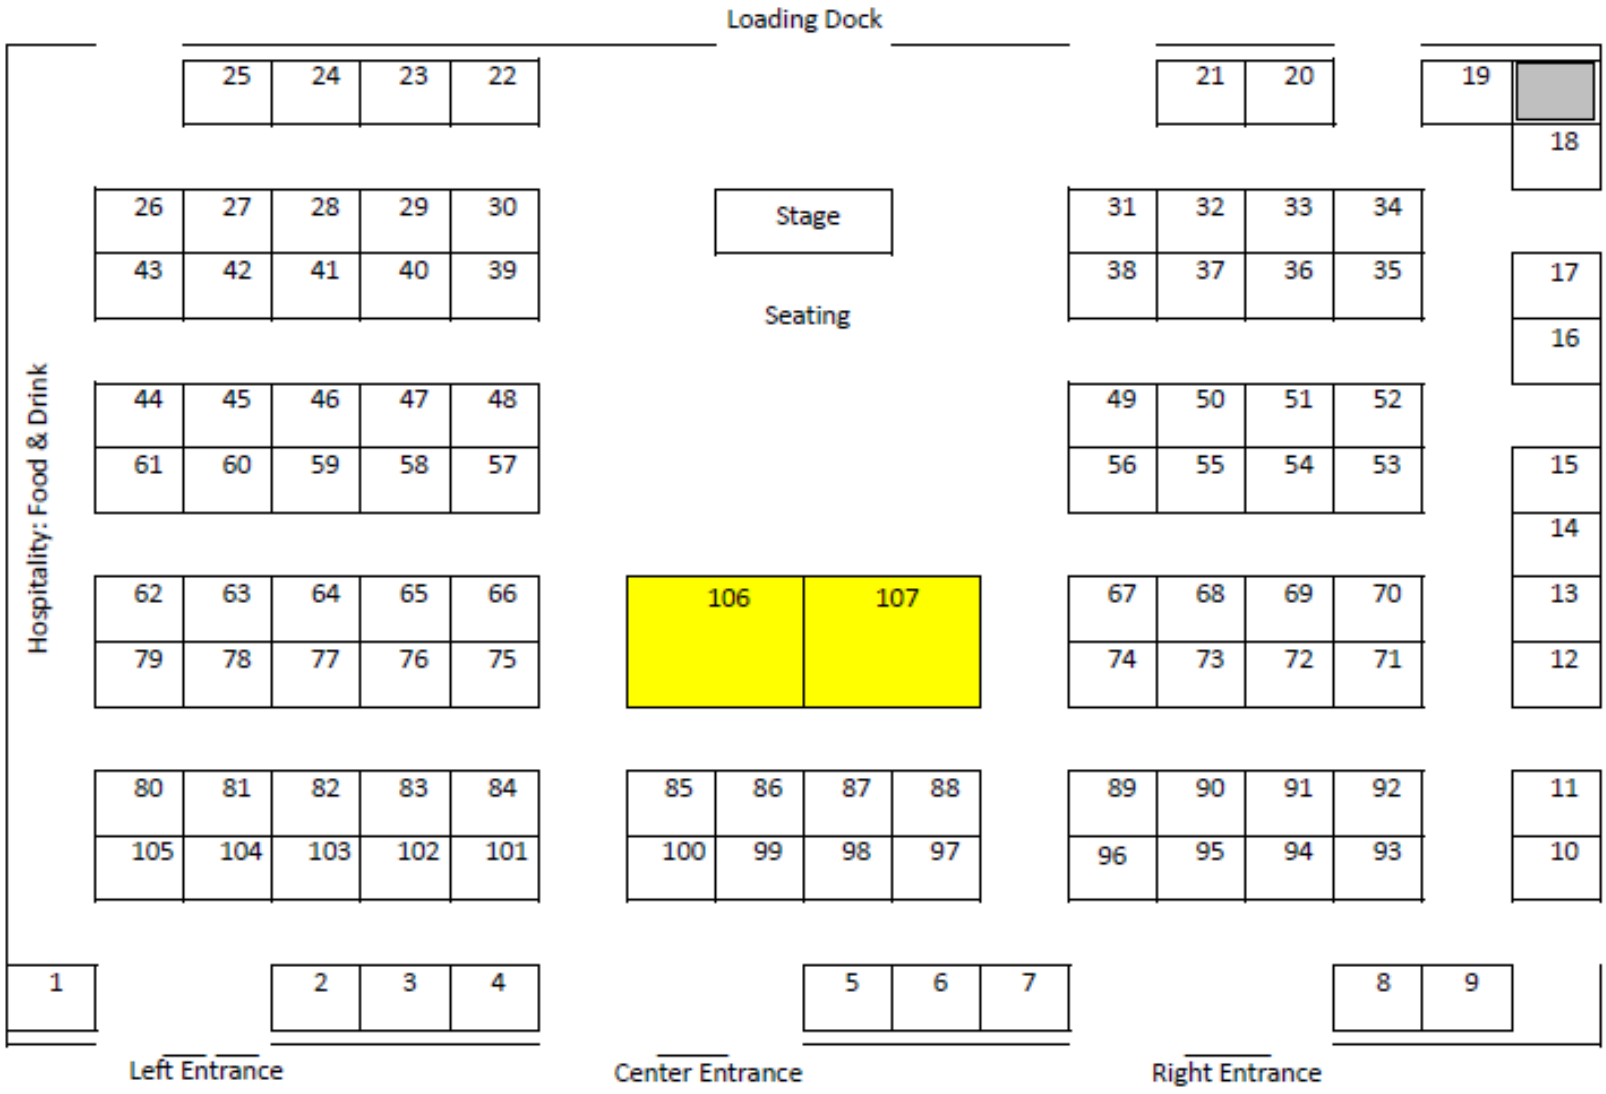 Loading Dock
25 24 23 22 21 20 19
18
26 27 28 29 30 Stage 31 32 33 34
43 42 41 40 39 38 37 36 35 17
Seating
16
Hospitality: Food & Drink
44 45 46 47 48 49 50 51 52
61 60 59 58 57 56 55 54 53 15
14
62 63 64 65 66 106 107 67 68 69 70 13
79 78 77 76 75 74 73 72 71 12
80 81 82 83 84 85 86 87 88 89 90 91 92 11
105 104 103 102 101 100 99 98 97 96 95 94 93 10
1 2 3 4 5 6 7 8 9
Left Entrance Center Entrance Right Entrance